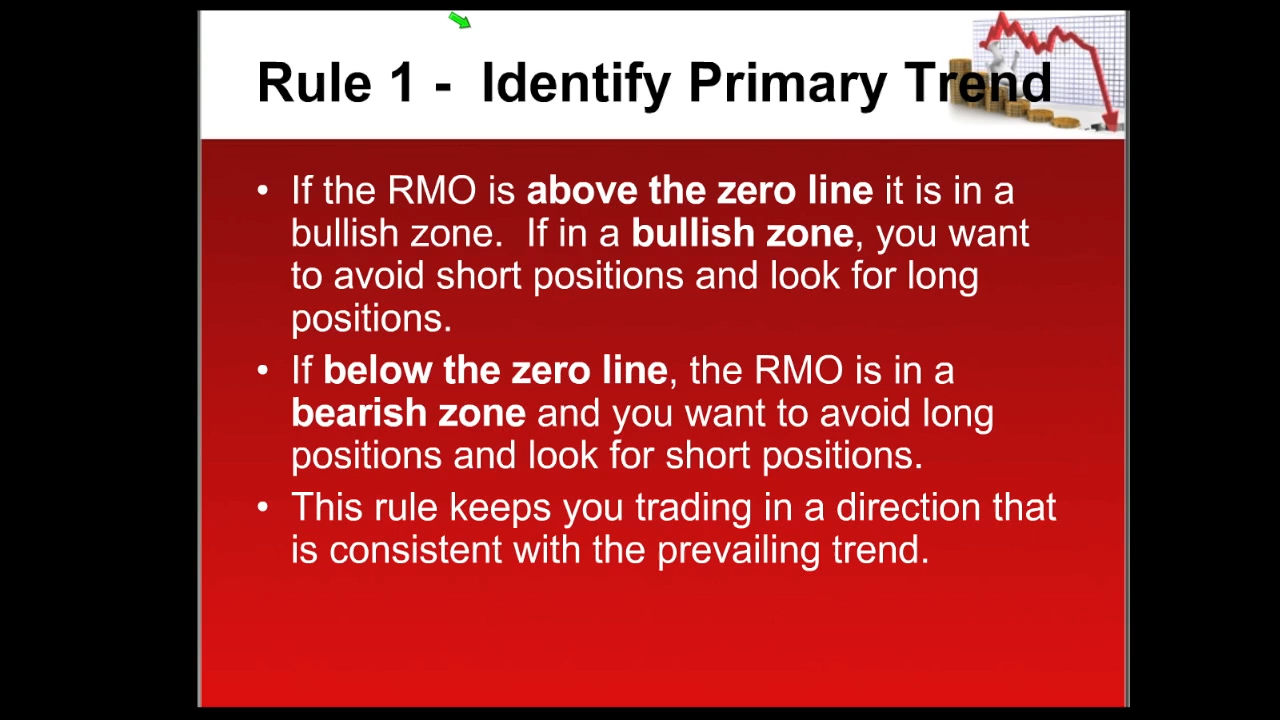 Rule 1 -  Identify Primary Trend
• If the RMO is above the zero line it is in a
bullish zone.  If in a bullish zone, you want
to avoid short positions and look for long
positions.
• If below the zero line, the RMO is in a
bearish zone and you want to avoid long
positions and look for short positions.
• This rule keeps you trading in a direction that
is consistent with the prevailing trend.